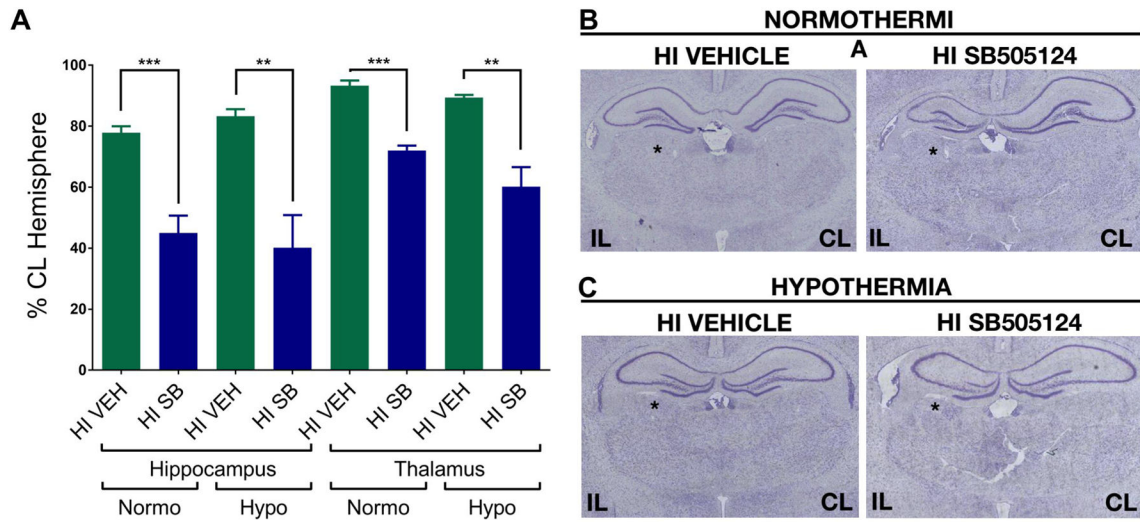 A
% CL Hemisphere
100
80
60
40
20
0
***
**
***
**
HI VEH
HI SB
HI VEH
HI SB
HI VEH
HI SB
HI VEH
HI SB
Hippocampus
Thalamus
Normo
Hypo
Normo
Hypo
B
NORMOTHERMI
A
HI VEHICLE
HI SB505124
*
*
IL
CL
IL
CL
C
HYPOTHERMIA
HI VEHICLE
HI SB505124
*
*
IL
CL
IL
CL